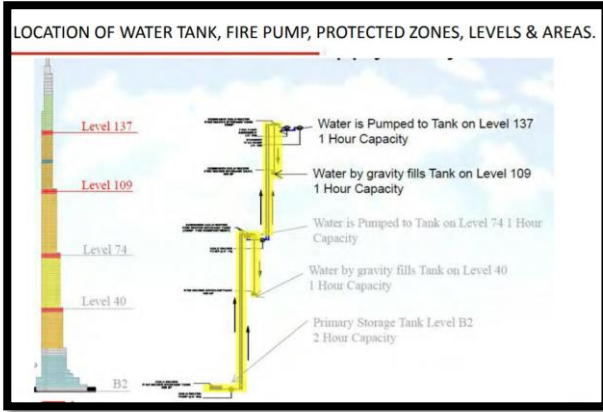 LOCATION OF WATER TANK, FIRE PUMP, PROTECTED ZONES, LEVELS & AREAS.
Level 137
Level 109
Level 74
Level 40
B2
Water is Pumped to Tank on Level 137
1 Hour Capacity
Water by gravity fills Tank on Level 109
1 Hour Capacity
Water is Pumped to Tank on Level 74 1 Hour
Capacity
Water by gravity fills Tank on Level 40
1 Hour Capacity
Primary Storage Tank Level B2
2 Hour Capacity